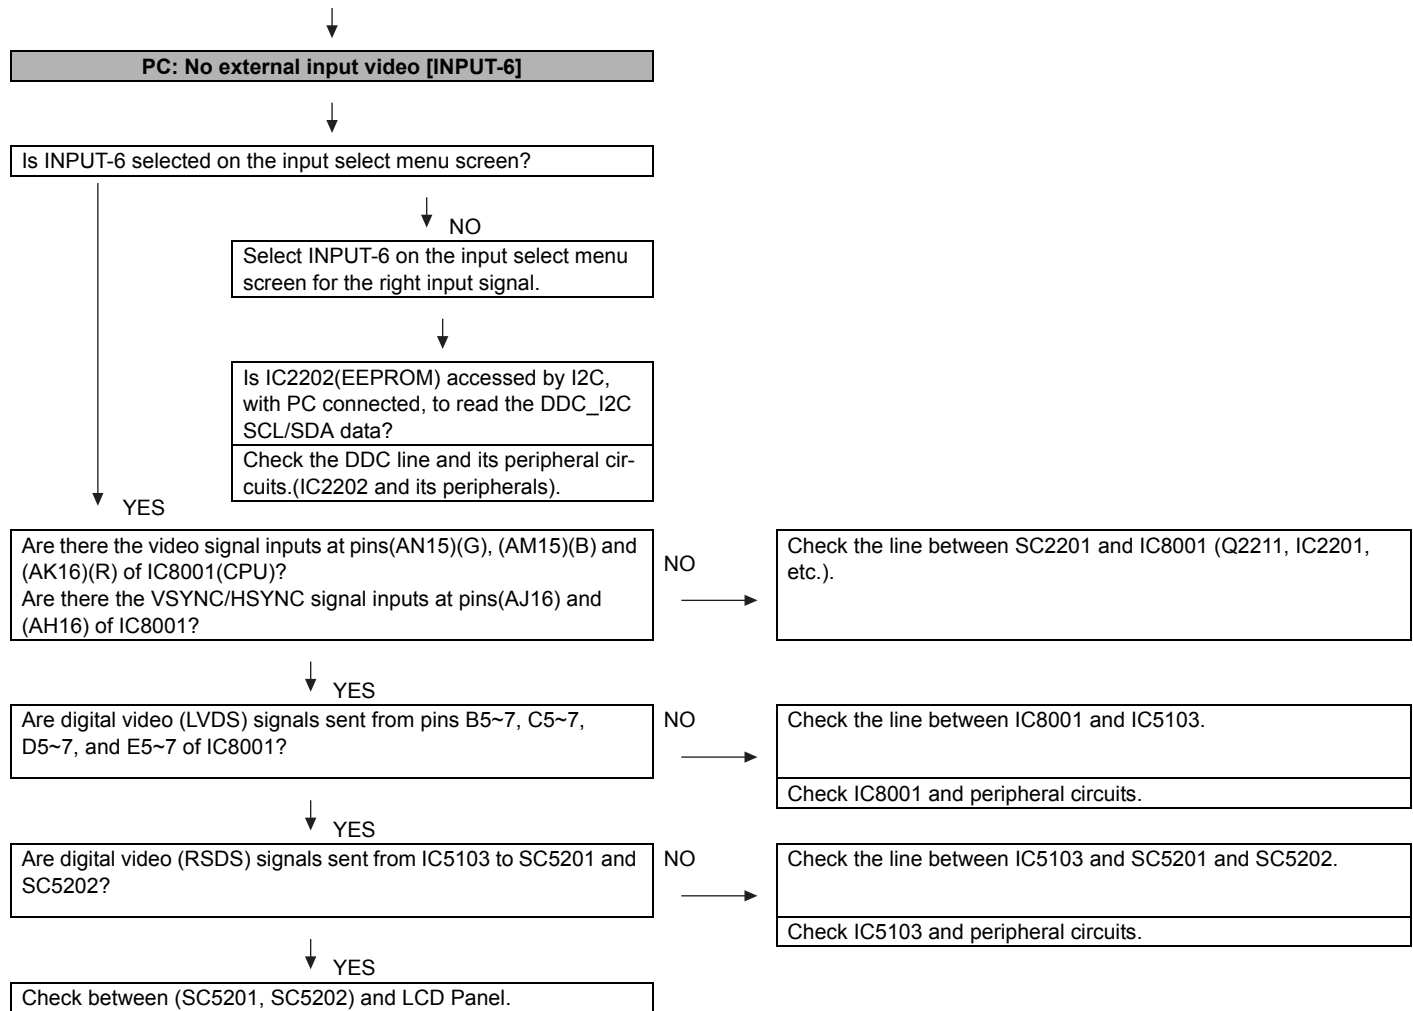 PC: No external input video [INPUT-6]
Is INPUT-6 selected on the input select menu screen?
NO
Select INPUT-6 on the input select menu
screen for the right input signal.
Is IC2202(EEPROM) accessed by I2C,
with PC connected, to read the DDC_I2C
SCL/SDA data?
Check the DDC line and its peripheral cir-
cuits.(IC2202 and its peripherals).
YES
Are there the video signal inputs at pins(AN15)(G), (AM15)(B) and
(AK16)(R) of IC8001(CPU)?
Are there the VSYNC/HSYNC signal inputs at pins(AJ16) and
(AH16) of IC8001?
NO
Check the line between SC2201 and IC8001 (Q2211, IC2201,
etc.).
YES
Are digital video (LVDS) signals sent from pins B5~7, C5~7,
D5~7, and E5~7 of IC8001?
NO
Check the line between IC8001 and IC5103.
Check IC8001 and peripheral circuits.
YES
Are digital video (RSDS) signals sent from IC5103 to SC5201 and
SC5202?
NO
Check the line between IC5103 and SC5201 and SC5202.
Check IC5103 and peripheral circuits.
YES
Check between (SC5201, SC5202) and LCD Panel.